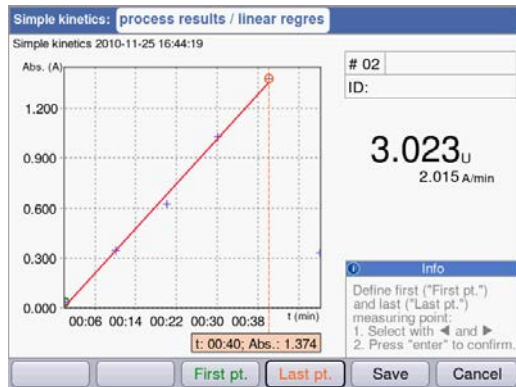 Simple kinetics: process results / linear regres
Simple kinetics 2010-11-25 16:44:19
Abs. (A)
1.200
0.900
0.600
0.300
0.000
00:06 00:14 00:22 00:30 00:38 t (min)
t: 00:40; Abs.: 1.374
# 02
ID:
3.023U
2.015 A/min
Info
Define first ("First pt.")
and last ("Last pt.")
measuring point:
1. Select with ◀ and ▶
2. Press "enter" to confirm.
First pt. Last pt. Save Cancel